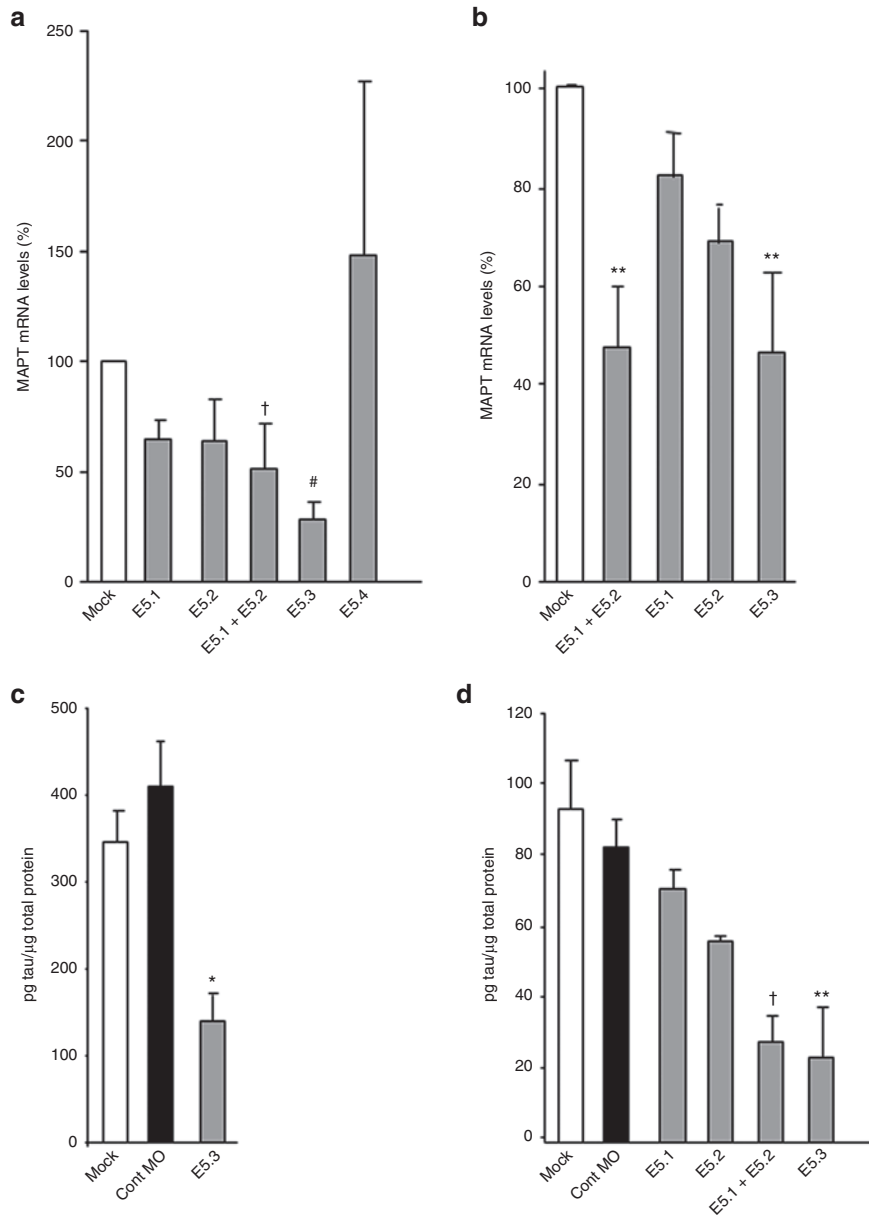 a
250
200
150
100
50
0
MAPT mRNA levels (%)
†
#
Mock
E5.1
E5.2
E5.1 + E5.2
E5.3
E5.4
b
100
80
60
40
20
0
MAPT mRNA levels (%)
**
**
Mock
E5.1 + E5.2
E5.1
E5.2
E5.3
c
500
400
300
200
100
0
pg tau/μg total protein
*
Mock
Cont MO
E5.3
d
120
100
80
60
40
20
0
pg tau/μg total protein
†
**
Mock
Cont MO
E5.1
E5.2
E5.1 + E5.2
E5.3